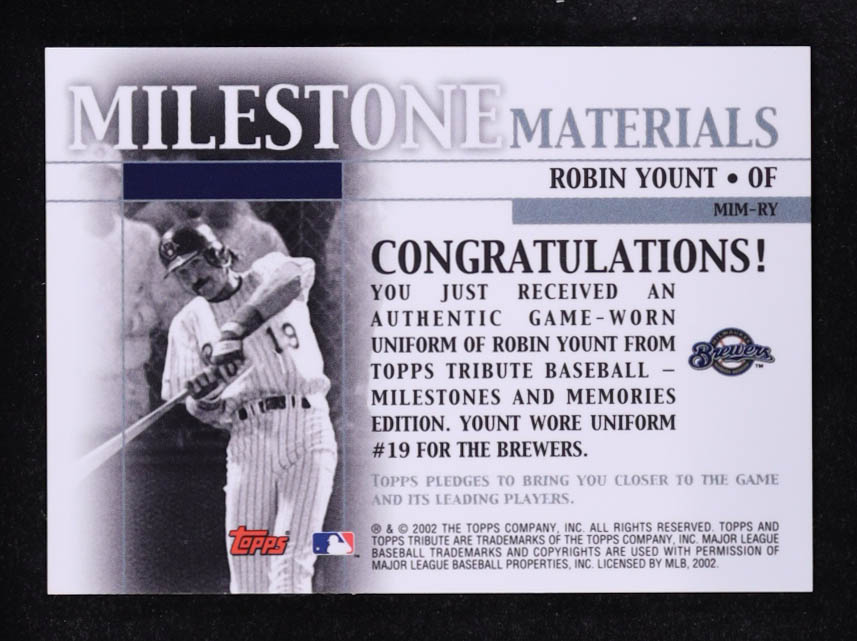 MILESTONE MATERIALS
ROBIN YOUNT • OF
MIM-RY
CONGRATULATIONS!
YOU JUST RECEIVED AN
AUTHENTIC GAME-WORN
UNIFORM OF ROBIN YOUNT FROM
TOPPS TRIBUTE BASEBALL –
MILESTONES AND MEMORIES
EDITION. YOUNT WORE UNIFORM
#19 FOR THE BREWERS.
Brewers ™
19
TOPPS PLEDGES TO BRING YOU CLOSER TO THE GAME
AND ITS LEADING PLAYERS.
Topps
® & © 2002 THE TOPPS COMPANY, INC. ALL RIGHTS RESERVED. TOPPS AND
TOPPS TRIBUTE ARE TRADEMARKS OF THE TOPPS COMPANY, INC. MAJOR LEAGUE
BASEBALL TRADEMARKS AND COPYRIGHTS ARE USED WITH PERMISSION OF
MAJOR LEAGUE BASEBALL PROPERTIES, INC. LICENSED BY MLB, 2002.